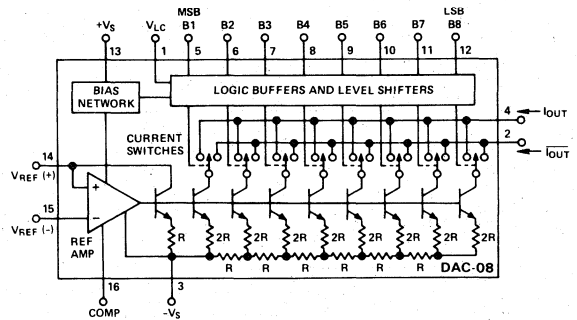 MSB LSB
+VS VLC B1 B2 B3 B4 B5 B6 B7 B8
13 1 5 6 7 8 9 10 11 12
BIAS
NETWORK
LOGIC BUFFERS AND LEVEL SHIFTERS
4 IOUT
2 IOUT
CURRENT
SWITCHES
14
VREF (+)
+
15
VREF (–)
–
REF
AMP
R 2R 2R 2R 2R 2R 2R 2R 2R 2R
R R R R R R R
DAC-08
16
COMP
3
-VS